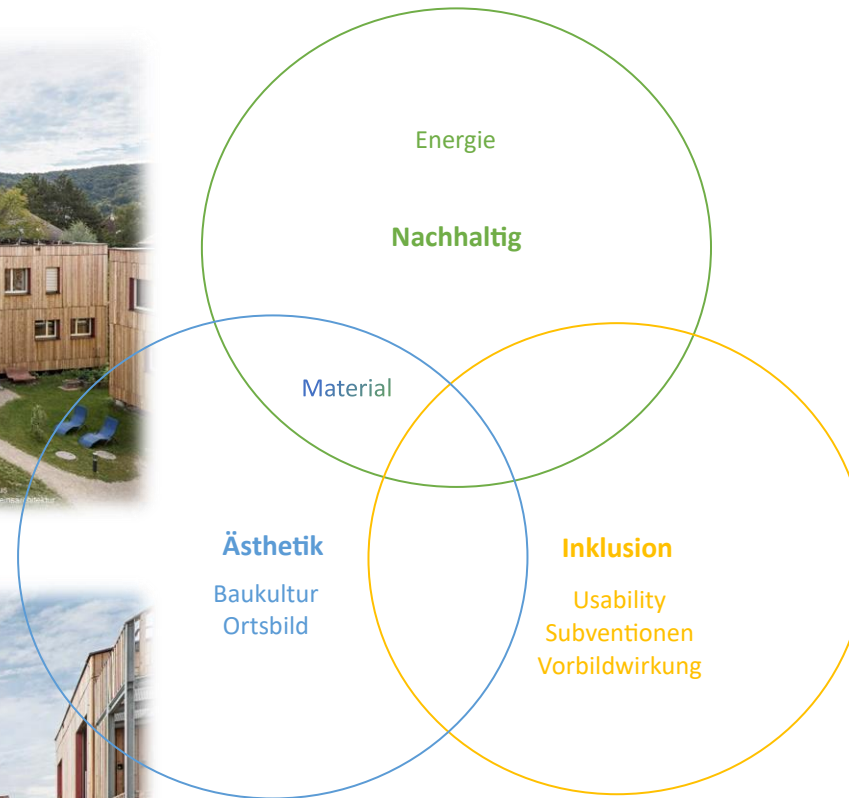 Energie
Nachhaltig
Material
Ästhetik
Baukultur
Ortsbild
Inklusion
Usability
Subventionen
Vorbildwirkung